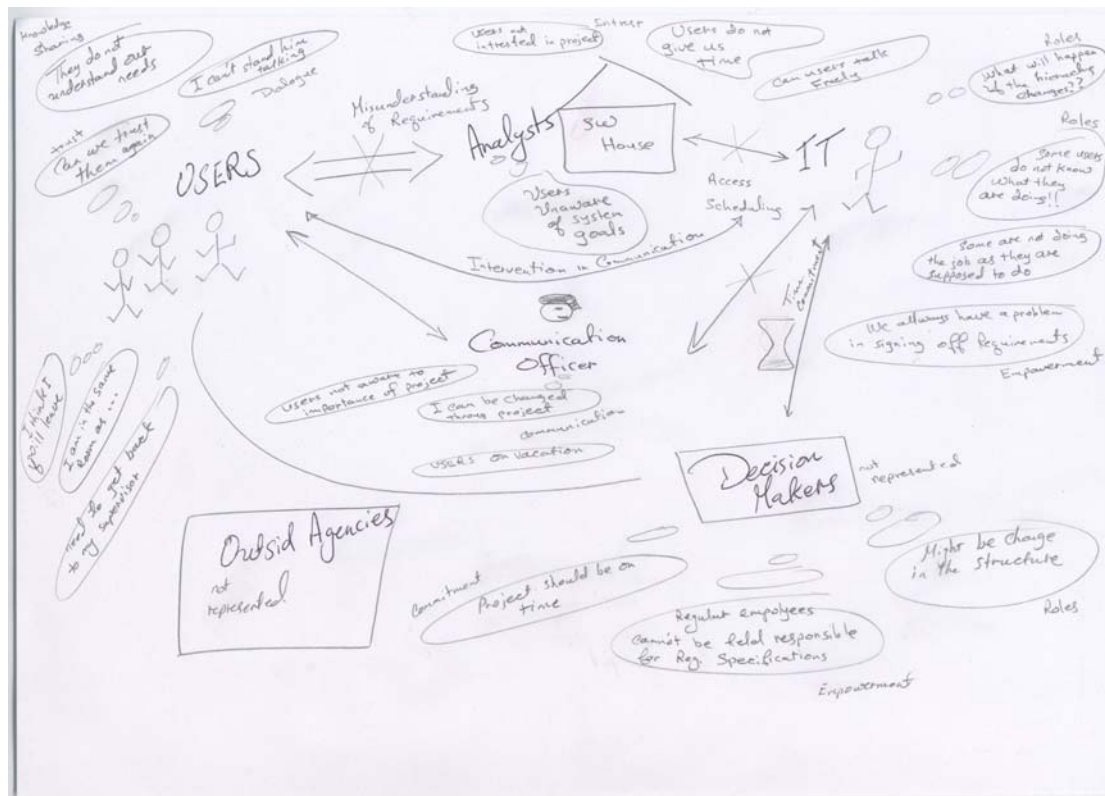 Knowledge
Sharing
They do not
understand our
needs
I can't stand him
talking
Dialogue
trust
Can we trust
them again
USERS
Misunderstanding
of Requirements
users not
intrested in project
Intrest
Users do not
give us
time
can users walk
Freely
Analysts
SW
House
Users
Unaware
of system
goals
IT
Access
Scheduling
Intervention in Communication
Roles
What will happen
if the hierarchy
changes??
Roles
Some users
do not know
what they
are doing!!
Some are not doing
the job as they are
supposed to do
We allways have a problem
in signing off Requirements
Empowerment
Time
commitment
Communication
Officer
users not aware to
importance of project
I can be changed
throug project
communication
users on vacation
I think I
will leave
I am in the same
Room as ...
need to get back
to my supervisor
Outsid Agencies
not
represented
Decision
Makers
not
represented
commitment
Project should be on
time
Regular empolyees
cannot be held responsible
for Req. Specifications
Empowerment
Might be change
in the structure
Roles